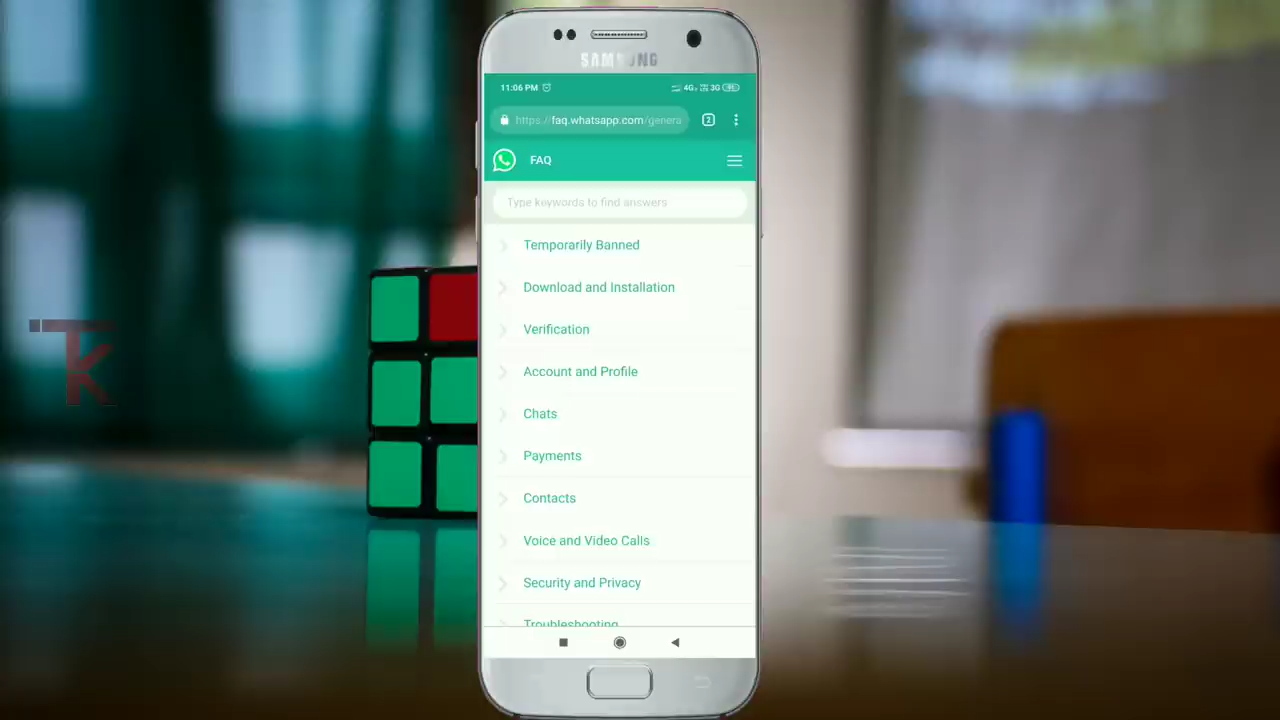 SAMSUNG
11:06 PM
4G+ 3G
https://faq.whatsapp.com/genera
2
FAQ
Type keywords to find answers
Temporarily Banned
Download and Installation
Verification
Account and Profile
Chats
Payments
Contacts
Voice and Video Calls
Security and Privacy
Troubleshooting
TK